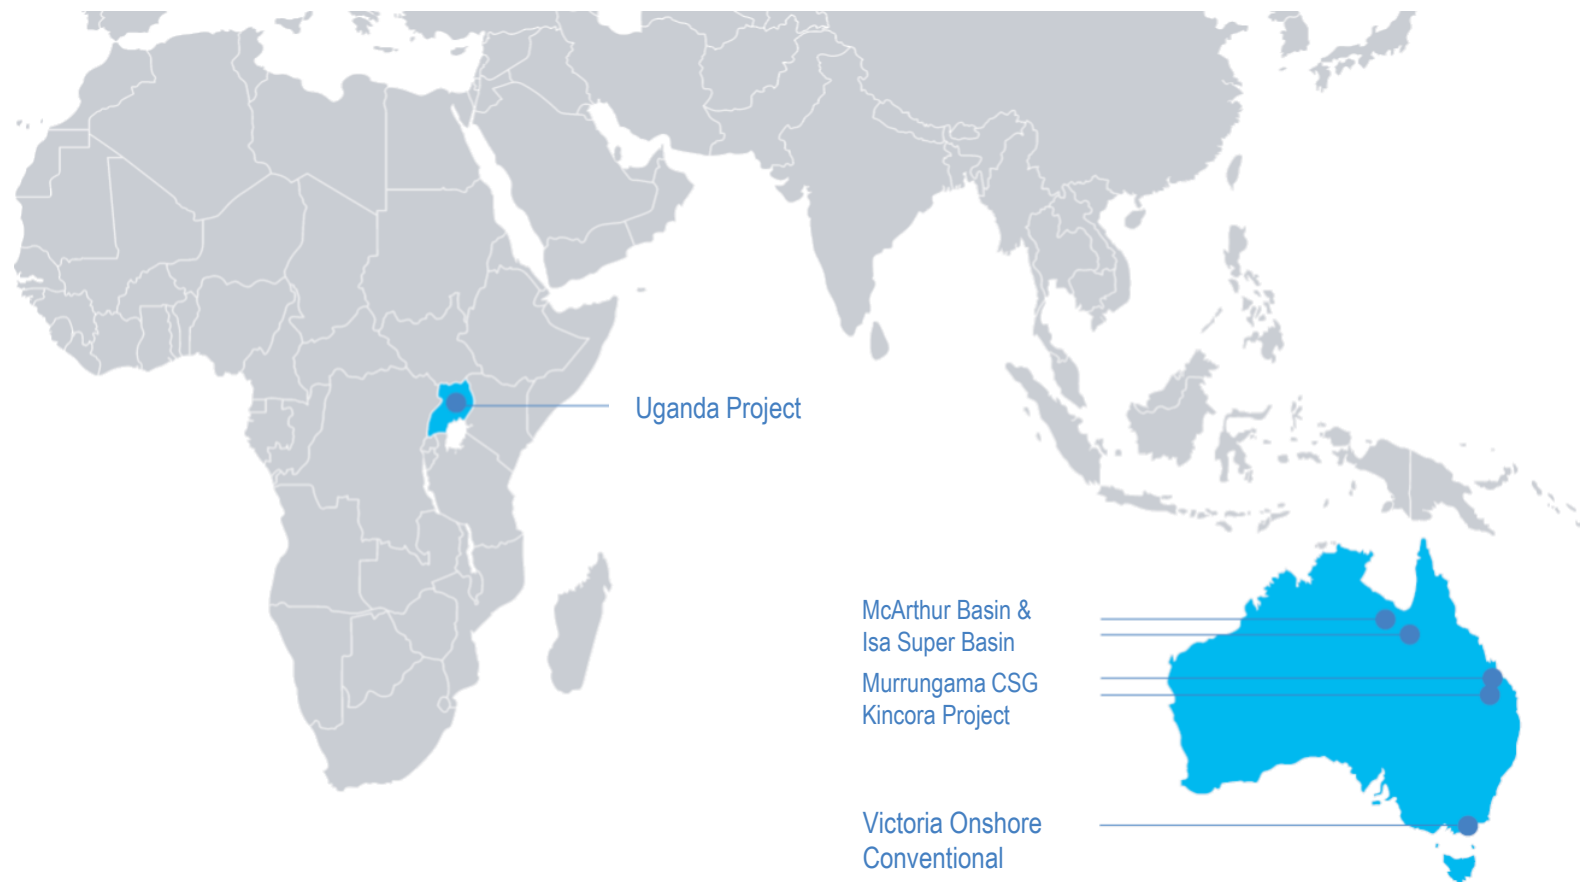 Uganda Project
McArthur Basin &
Isa Super Basin
Murrungama CSG
Kincora Project
Victoria Onshore
Conventional